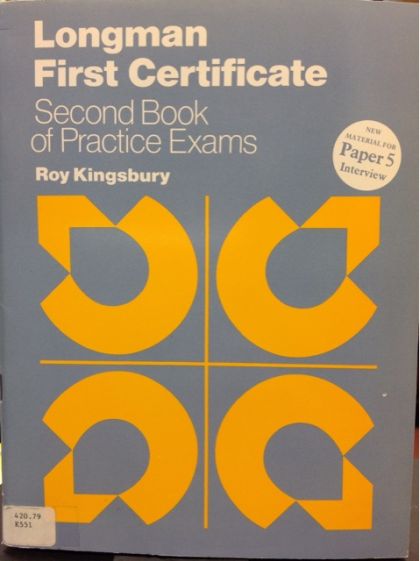 Longman
First Certificate
Second Book
of Practice Exams
Roy Kingsbury
NEW
MATERIAL FOR
Paper 5
Interview
420.79
K551